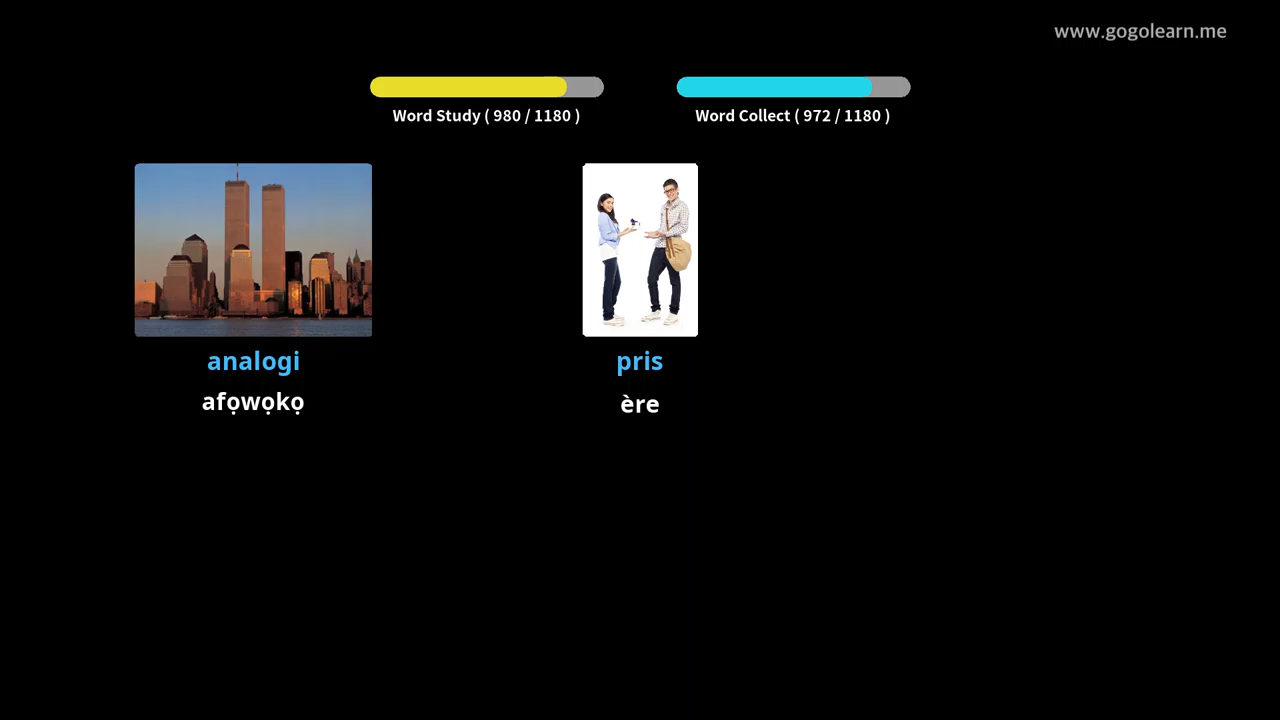 www.gogolearn.me
Word Study ( 980 / 1180 )
Word Collect ( 972 / 1180 )
analogi
afọwọkọ
pris
ère